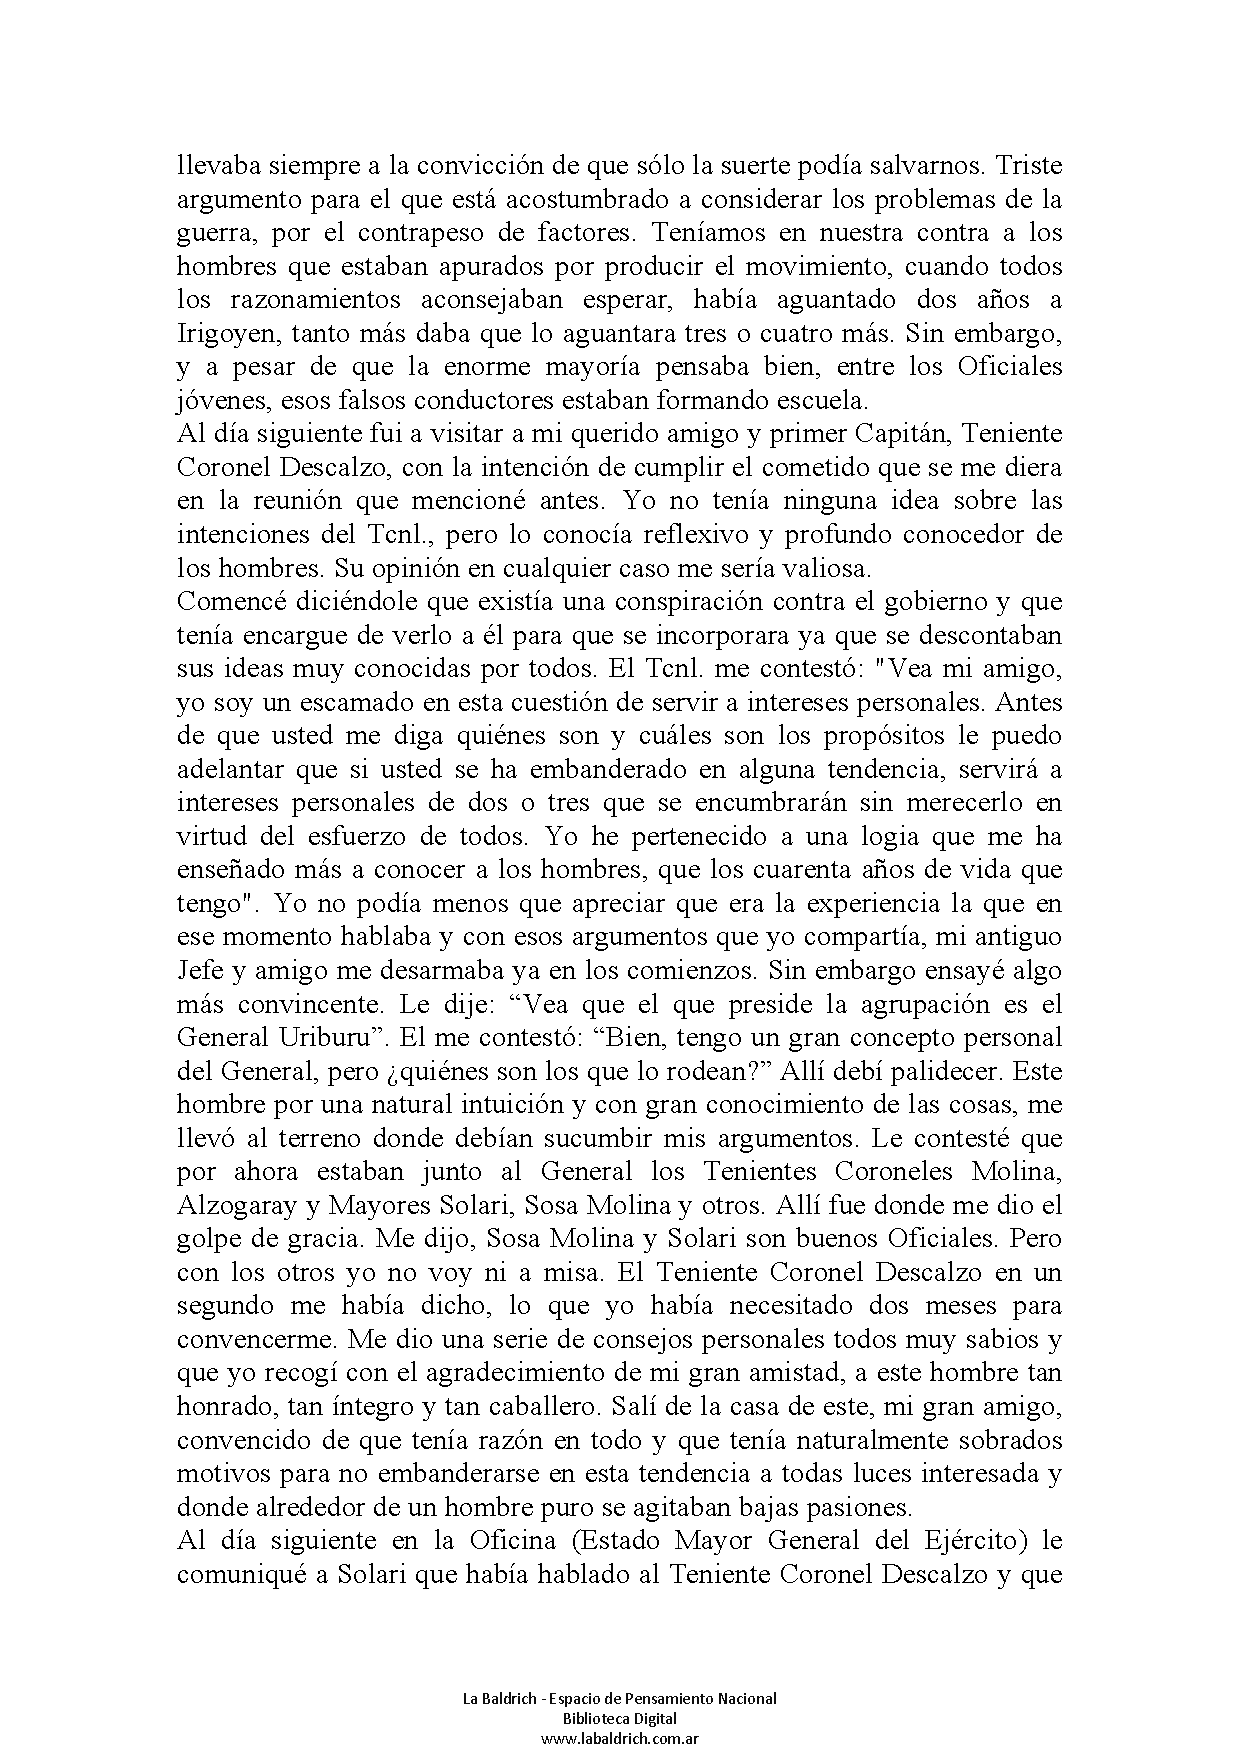 llevaba siempre a la convicción de que sólo la suerte podía salvarnos. Triste
argumento para el que está acostumbrado a considerar los problemas de la
guerra, por el contrapeso de factores. Teníamos en nuestra contra a los
hombres que estaban apurados por producir el movimiento, cuando todos
los razonamientos aconsejaban esperar, había aguantado dos años a
Irigoyen, tanto más daba que lo aguantara tres o cuatro más. Sin embargo,
y a pesar de que la enorme mayoría pensaba bien, entre los Oficiales
jóvenes, esos falsos conductores estaban formando escuela.
Al día siguiente fui a visitar a mi querido amigo y primer Capitán, Teniente
Coronel Descalzo, con la intención de cumplir el cometido que se me diera
en la reunión que mencioné antes. Yo no tenía ninguna idea sobre las
intenciones del Tcnl., pero lo conocía reflexivo y profundo conocedor de
los hombres. Su opinión en cualquier caso me sería valiosa.
Comencé diciéndole que existía una conspiración contra el gobierno y que
tenía encargue de verlo a él para que se incorporara ya que se descontaban
sus ideas muy conocidas por todos. El Tcnl. me contestó: "Vea mi amigo,
yo soy un escamado en esta cuestión de servir a intereses personales. Antes
de que usted me diga quiénes son y cuáles son los propósitos le puedo
adelantar que si usted se ha embanderado en alguna tendencia, servirá a
intereses personales de dos o tres que se encumbrarán sin merecerlo en
virtud del esfuerzo de todos. Yo he pertenecido a una logia que me ha
enseñado más a conocer a los hombres, que los cuarenta años de vida que
tengo". Yo no podía menos que apreciar que era la experiencia la que en
ese momento hablaba y con esos argumentos que yo compartía, mi antiguo
Jefe y amigo me desarmaba ya en los comienzos. Sin embargo ensayé algo
más convincente. Le dije: “Vea que el que preside la agrupación es el
General Uriburu”. El me contestó: “Bien, tengo un gran concepto personal
del General, pero ¿quiénes son los que lo rodean?” Allí debí palidecer. Este
hombre por una natural intuición y con gran conocimiento de las cosas, me
llevó al terreno donde debían sucumbir mis argumentos. Le contesté que
por ahora estaban junto al General los Tenientes Coroneles Molina,
Alzogaray y Mayores Solari, Sosa Molina y otros. Allí fue donde me dio el
golpe de gracia. Me dijo, Sosa Molina y Solari son buenos Oficiales. Pero
con los otros yo no voy ni a misa. El Teniente Coronel Descalzo en un
segundo me había dicho, lo que yo había necesitado dos meses para
convencerme. Me dio una serie de consejos personales todos muy sabios y
que yo recogí con el agradecimiento de mi gran amistad, a este hombre tan
honrado, tan íntegro y tan caballero. Salí de la casa de este, mi gran amigo,
convencido de que tenía razón en todo y que tenía naturalmente sobrados
motivos para no embanderarse en esta tendencia a todas luces interesada y
donde alrededor de un hombre puro se agitaban bajas pasiones.
Al día siguiente en la Oficina (Estado Mayor General del Ejército) le
comuniqué a Solari que había hablado al Teniente Coronel Descalzo y que
La Baldrich - Espacio de Pensamiento Nacional
Biblioteca Digital
www.labaldrich.com.ar